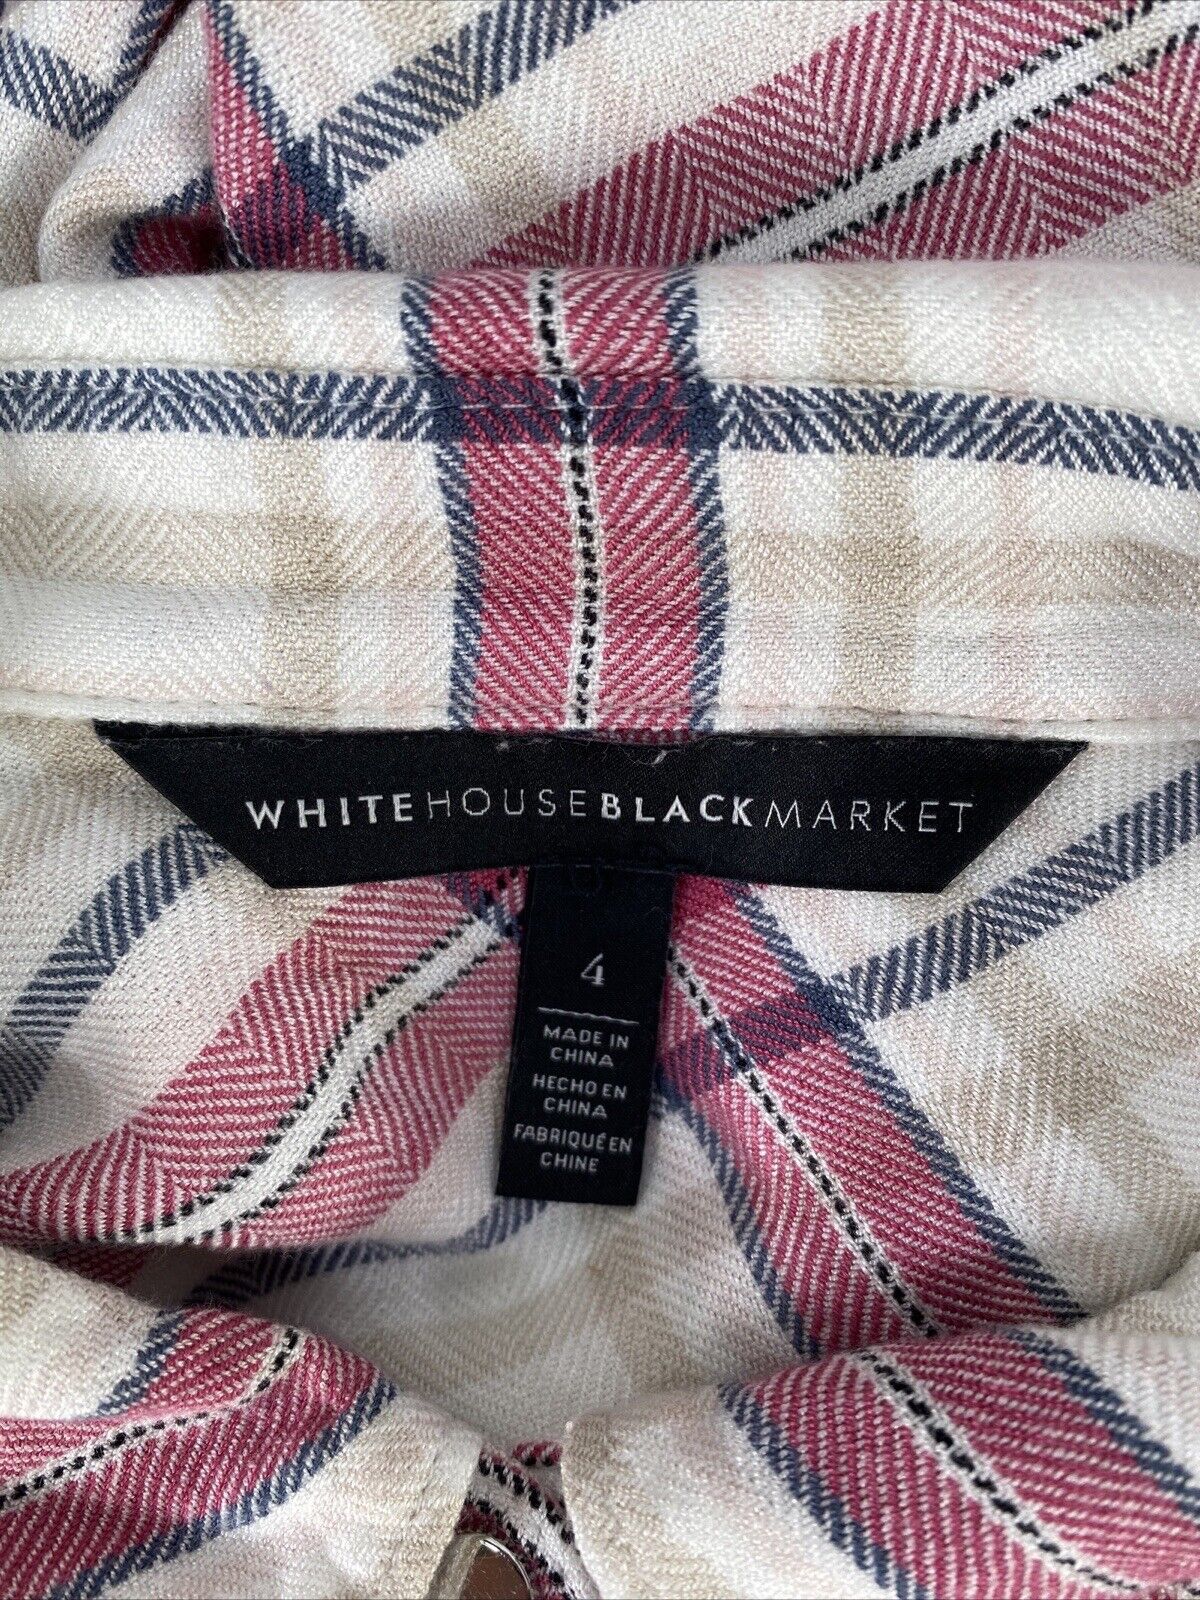 WHITEHOUSEBLACKMARKET
4
MADE IN
CHINA
HECHO EN
CHINA
FABRIQUÉ EN
CHINE